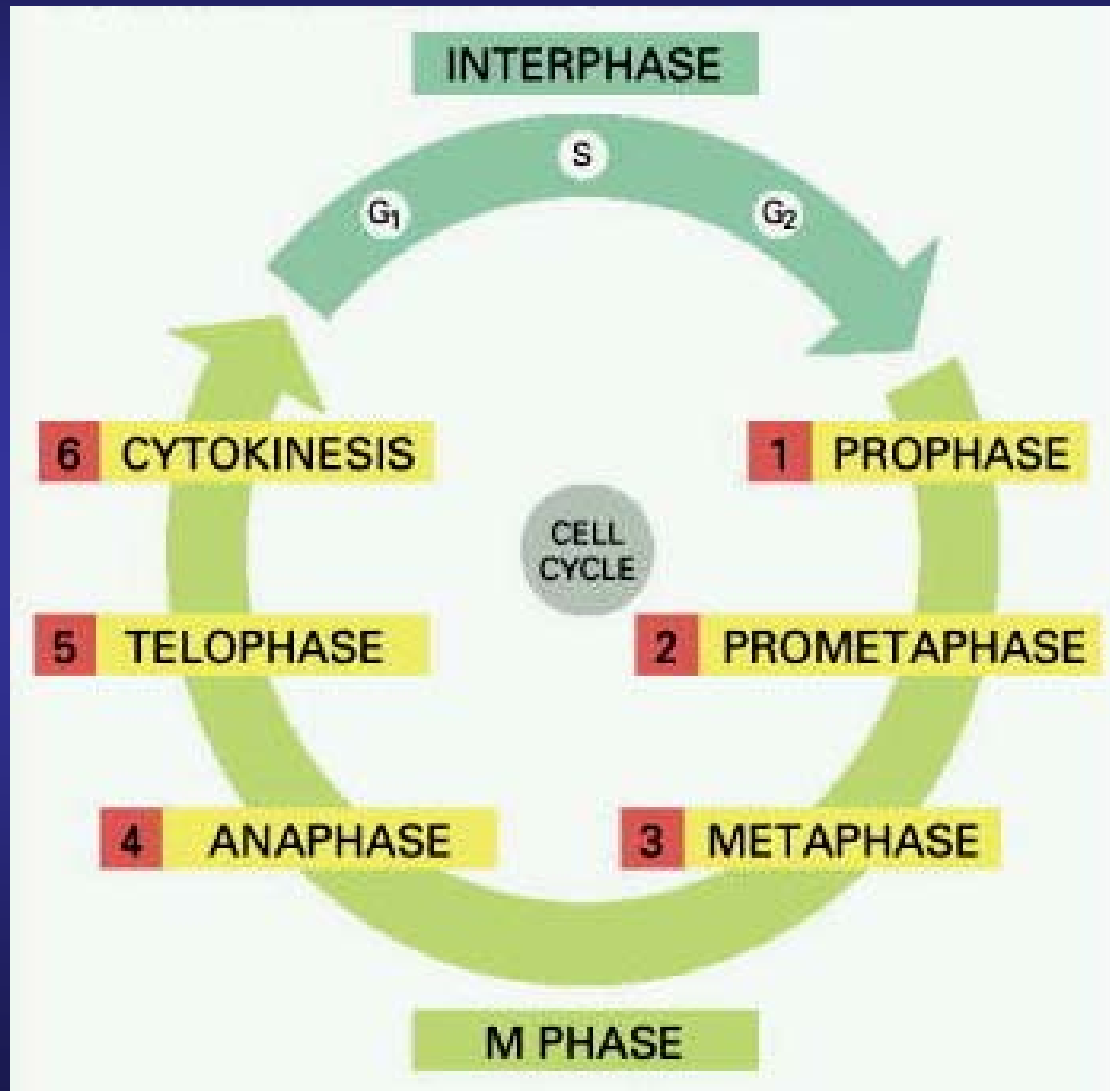 INTERPHASE
S
G1
G2
6 CYTOKINESIS
1 PROPHASE
CELL
CYCLE
5 TELOPHASE
2 PROMETAPHASE
4 ANAPHASE
3 METAPHASE
M PHASE